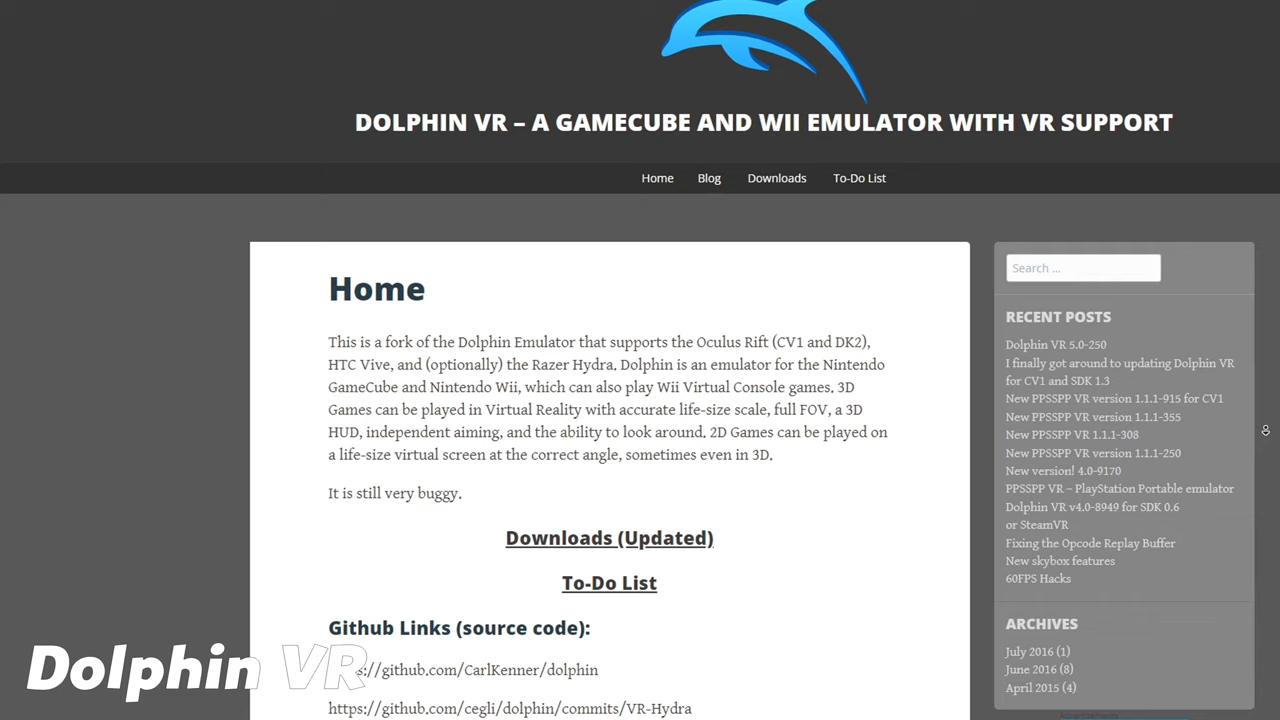 DOLPHIN VR – A GAMECUBE AND WII EMULATOR WITH VR SUPPORT
Home Blog Downloads To-Do List
Home
This is a fork of the Dolphin Emulator that supports the Oculus Rift (CV1 and DK2),
HTC Vive, and (optionally) the Razer Hydra. Dolphin is an emulator for the Nintendo
GameCube and Nintendo Wii, which can also play Wii Virtual Console games. 3D
Games can be played in Virtual Reality with accurate life-size scale, full FOV, a 3D
HUD, independent aiming, and the ability to look around. 2D Games can be played on
a life-size virtual screen at the correct angle, sometimes even in 3D.
It is still very buggy.
Downloads (Updated)
To-Do List
Github Links (source code):
s://github.com/CarlKenner/dolphin
https://github.com/cegli/dolphin/commits/VR-Hydra
Search ...
RECENT POSTS
Dolphin VR 5.0-250
I finally got around to updating Dolphin VR
for CV1 and SDK 1.3
New PPSSPP VR version 1.1.1-915 for CV1
New PPSSPP VR version 1.1.1-355
New PPSSPP VR 1.1.1-308
New PPSSPP VR version 1.1.1-250
New version! 4.0-9170
PPSSPP VR – PlayStation Portable emulator
Dolphin VR v4.0-8949 for SDK 0.6
or SteamVR
Fixing the Opcode Replay Buffer
New skybox features
60FPS Hacks
ARCHIVES
July 2016 (1)
June 2016 (8)
April 2015 (4)
Dolphin VR